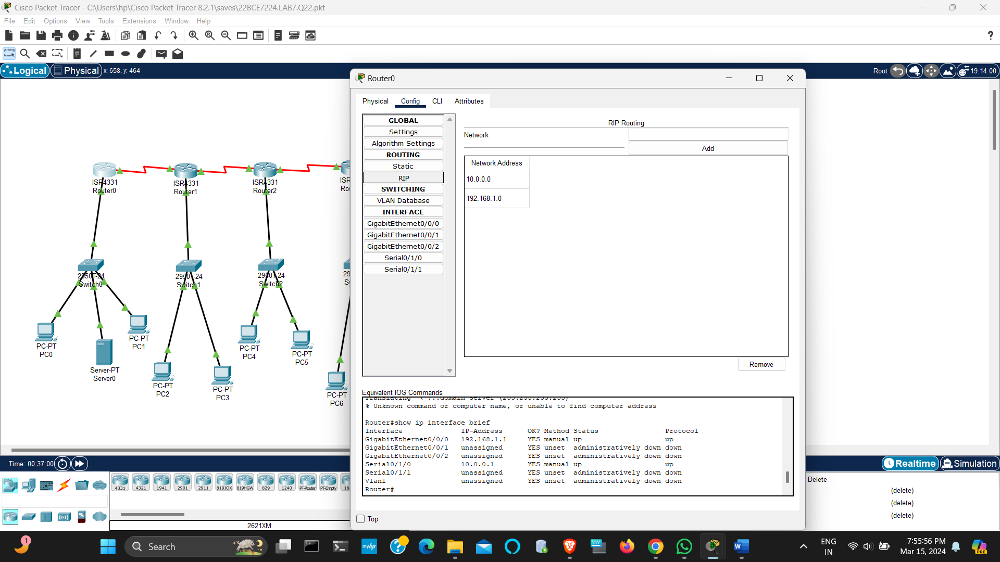 Cisco Packet Tracer - C:\Users\hp\Cisco Packet Tracer 8.2.1\saves\22BCE7224.LAB7.Q22.pkt
File Edit Options View Tools Extensions Window Help
?
Logical Physical x: 658, y: 464
Root 19:14:00
ISR4331
Router0
ISR4331
Router1
ISR4331
Router2
2950T-24
Switch0
2950T-24
Switch1
2950T-24
Switch2
PC-PT
PC0
Server-PT
Server0
PC-PT
PC1
PC-PT
PC2
PC-PT
PC3
PC-PT
PC4
PC-PT
PC5
PC-PT
PC6
Router0
Physical Config CLI Attributes
GLOBAL
Settings
Algorithm Settings
ROUTING
Static
RIP
SWITCHING
VLAN Database
INTERFACE
GigabitEthernet0/0/0
GigabitEthernet0/0/1
GigabitEthernet0/0/2
Serial0/1/0
Serial0/1/1
RIP Routing
Network
Add
Network Address
10.0.0.0
192.168.1.0
Remove
Equivalent IOS Commands
% Unknown command or computer name, or unable to find computer address
Router#show ip interface brief
Interface IP-Address OK? Method Status Protocol
GigabitEthernet0/0/0 192.168.1.1 YES manual up up
GigabitEthernet0/0/1 unassigned YES unset administratively down down
GigabitEthernet0/0/2 unassigned YES unset administratively down down
Serial0/1/0 10.0.0.1 YES manual up up
Serial0/1/1 unassigned YES unset administratively down down
Vlan1 unassigned YES unset administratively down down
Router#
Top
Time: 00:37:00
Realtime Simulation
4331 4321 1941 2901 2911 819IOX 819HGW 829 1240 PT-Router PT-Empty
2621XM
Delete
(delete)
(delete)
(delete)
1
Search
myhp
ENG
IN
7:55:56 PM
Mar 15, 2024
PRE